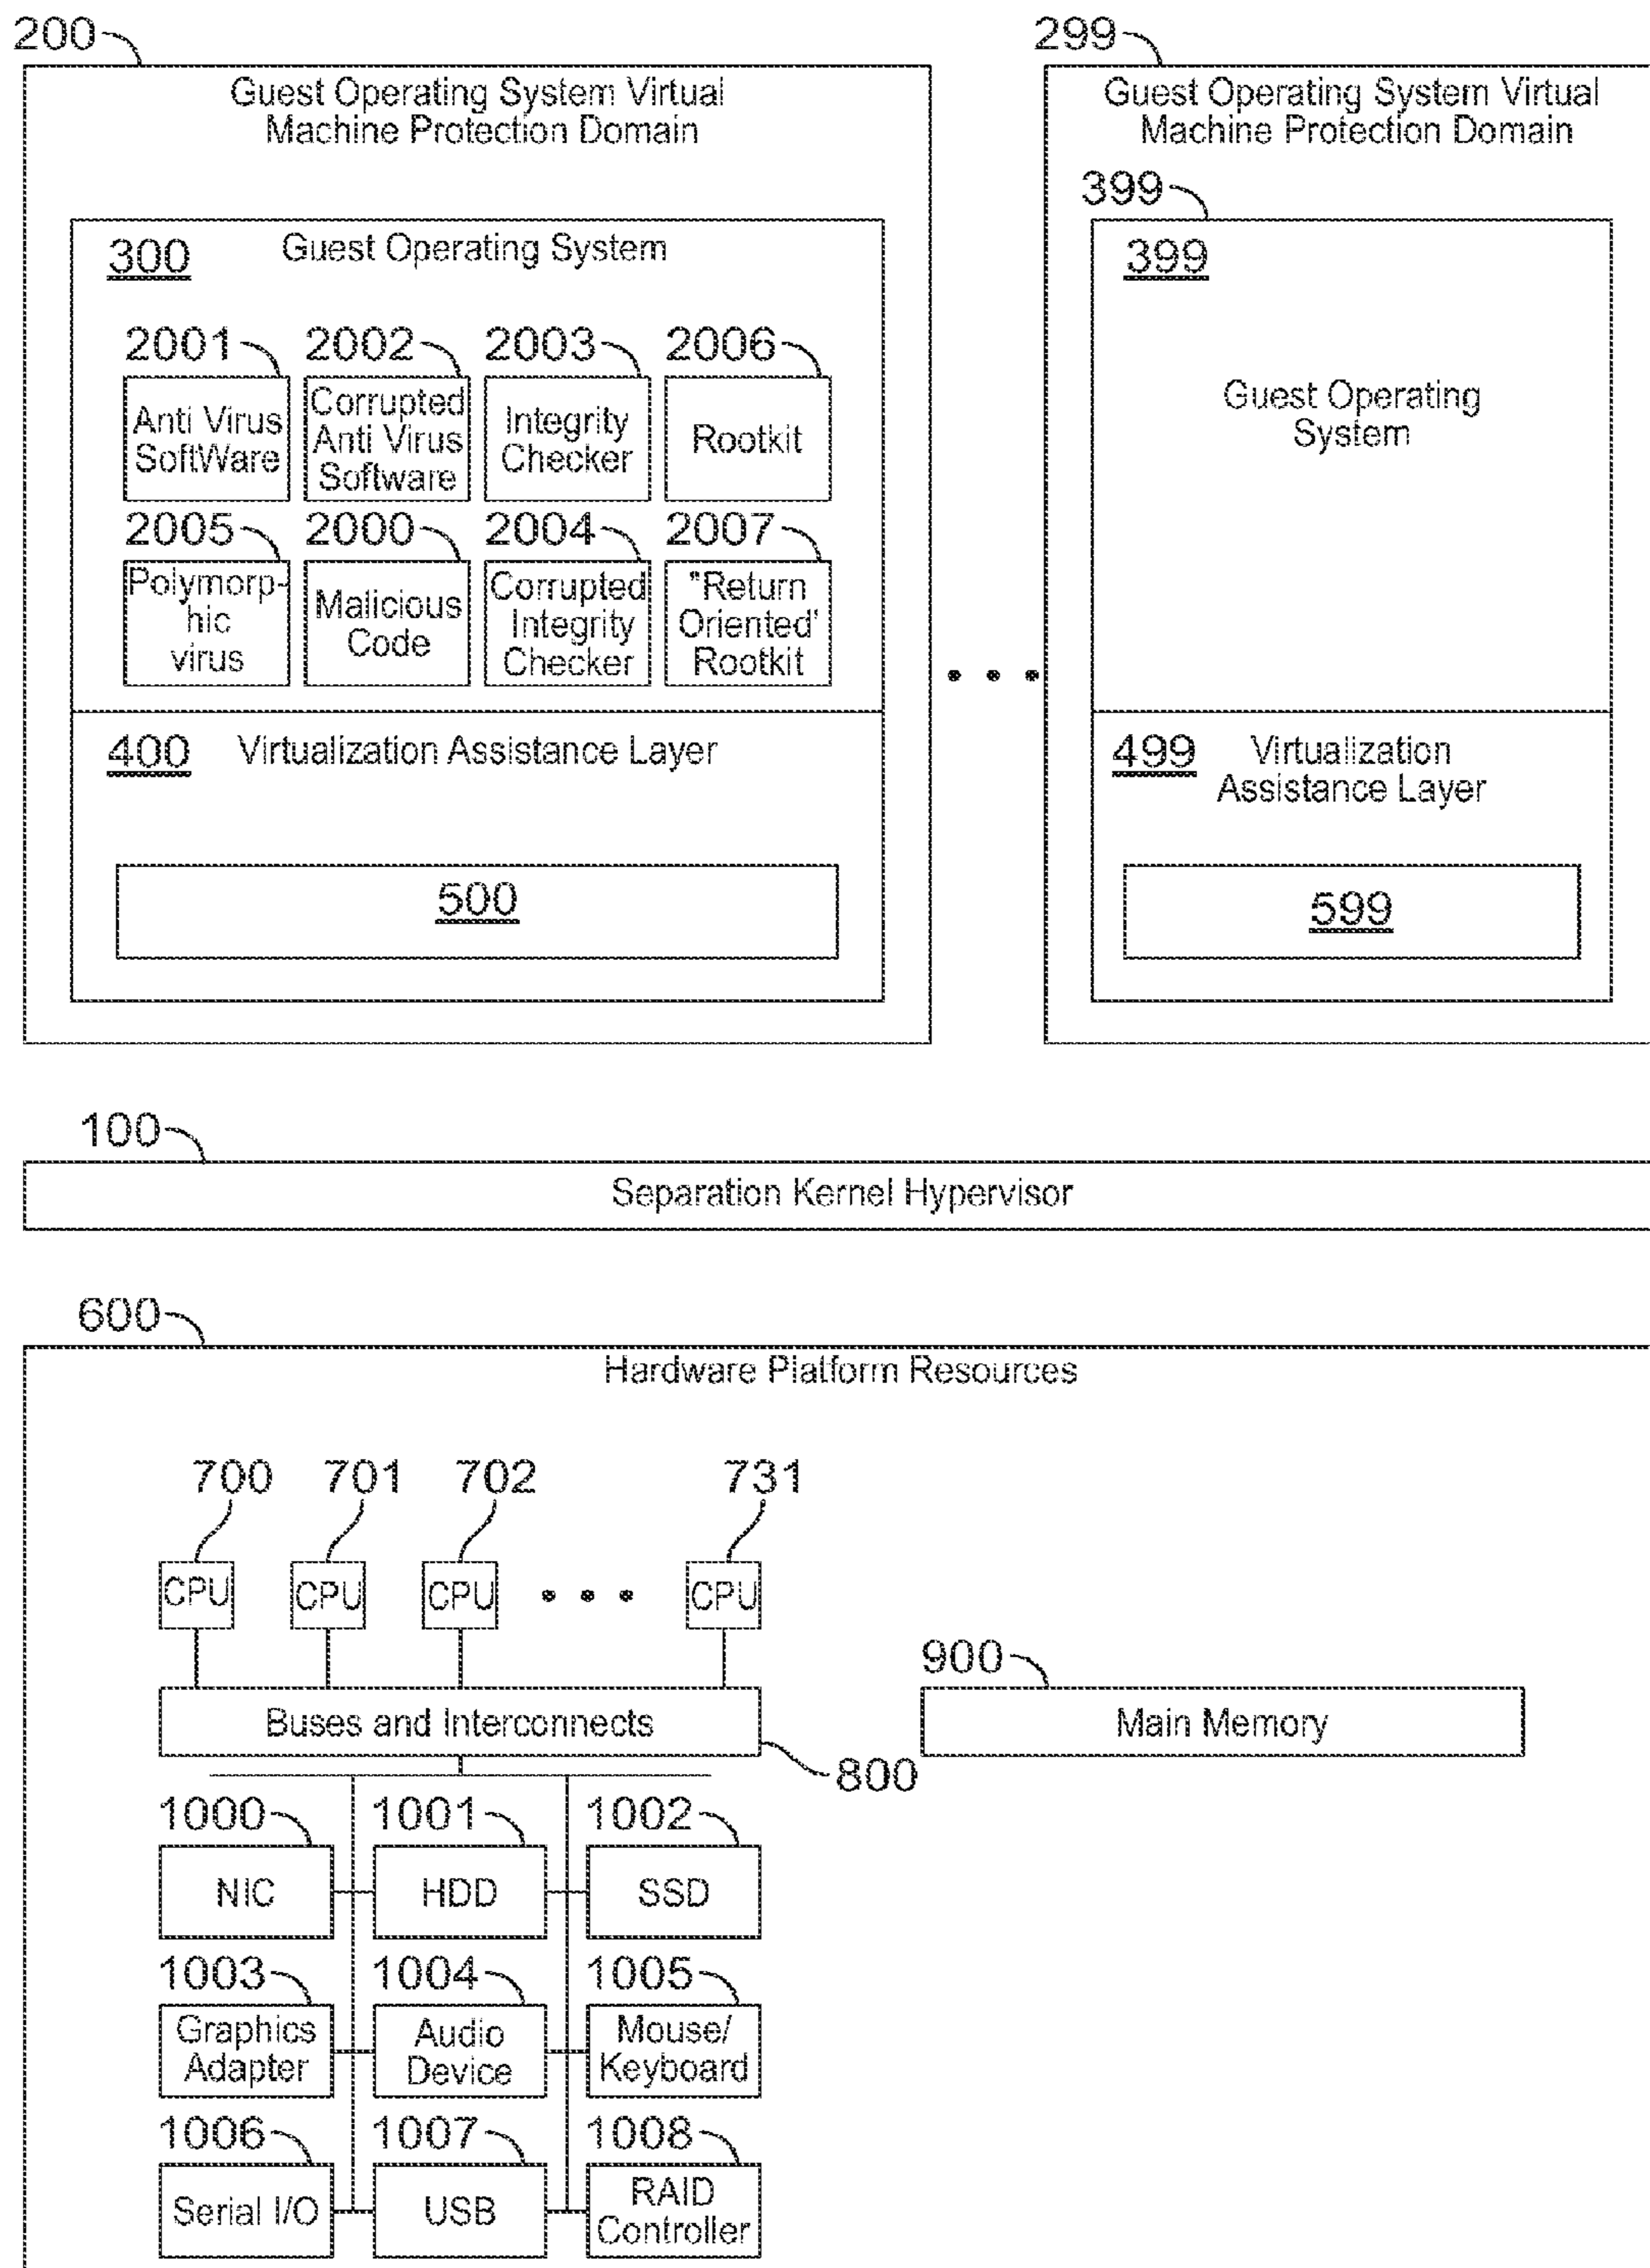 200
Guest Operating System Virtual
Machine Protection Domain
300
Guest Operating System
2001
2002
2003
2006
Anti Virus
SoftWare
Corrupted
Anti Virus
Software
Integrity
Checker
Rootkit
2005
2000
2004
2007
Polymorp-
hic
virus
Malicious
Code
Corrupted
Integrity
Checker
"Return
Oriented'
Rootkit
400
Virtualization Assistance Layer
500
299
Guest Operating System Virtual
Machine Protection Domain
399
399
Guest Operating
System
499
Virtualization
Assistance Layer
599
100
Separation Kernel Hypervisor
600
Hardware Platform Resources
700
701
702
731
CPU
CPU
CPU
CPU
Buses and Interconnects
800
900
Main Memory
1000
1001
1002
NIC
HDD
SSD
1003
1004
1005
Graphics
Adapter
Audio
Device
Mouse/
Keyboard
1006
1007
1008
Serial I/O
USB
RAID
Controller